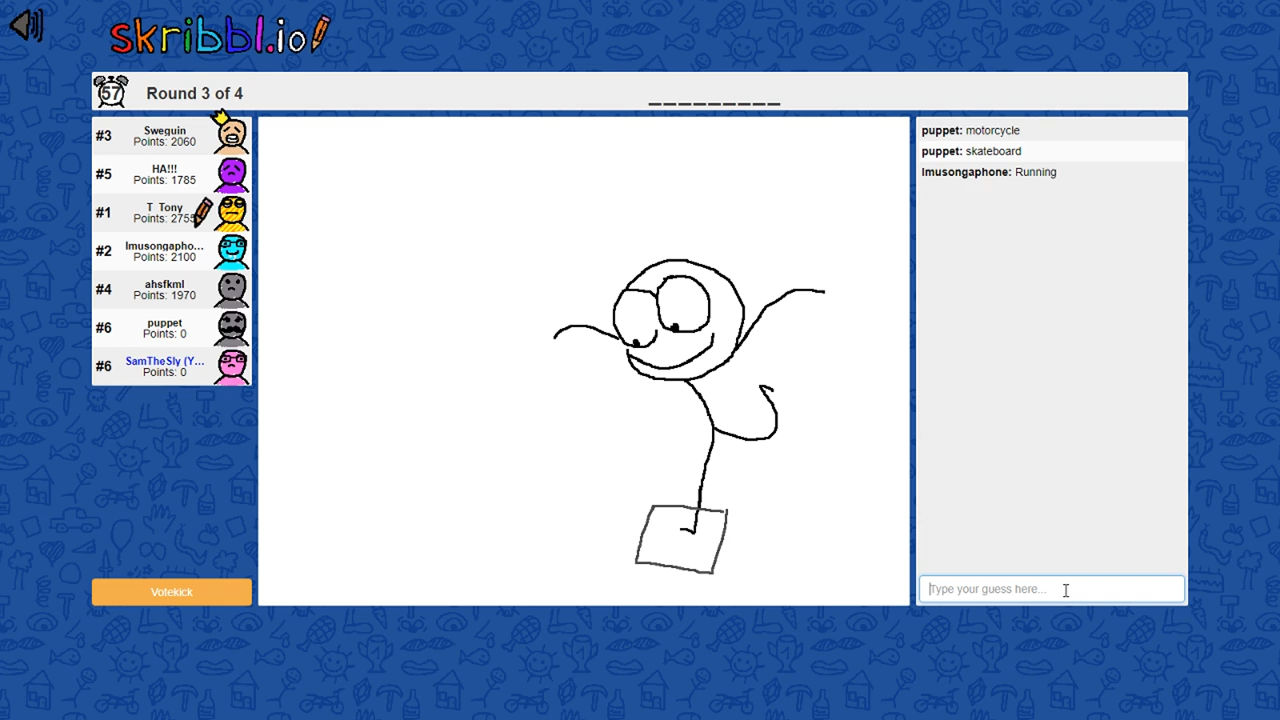 skribbl.io
57
Round 3 of 4
_________
#3 Sweguin
Points: 2060
#5 HA!!!
Points: 1785
#1 T Tony
Points: 2755
#2 Imusongapho...
Points: 2100
#4 ahsfkml
Points: 1970
#6 puppet
Points: 0
#6 SamTheSly (Y...
Points: 0
Votekick
puppet: motorcycle
puppet: skateboard
Imusongaphone: Running
Type your guess here...